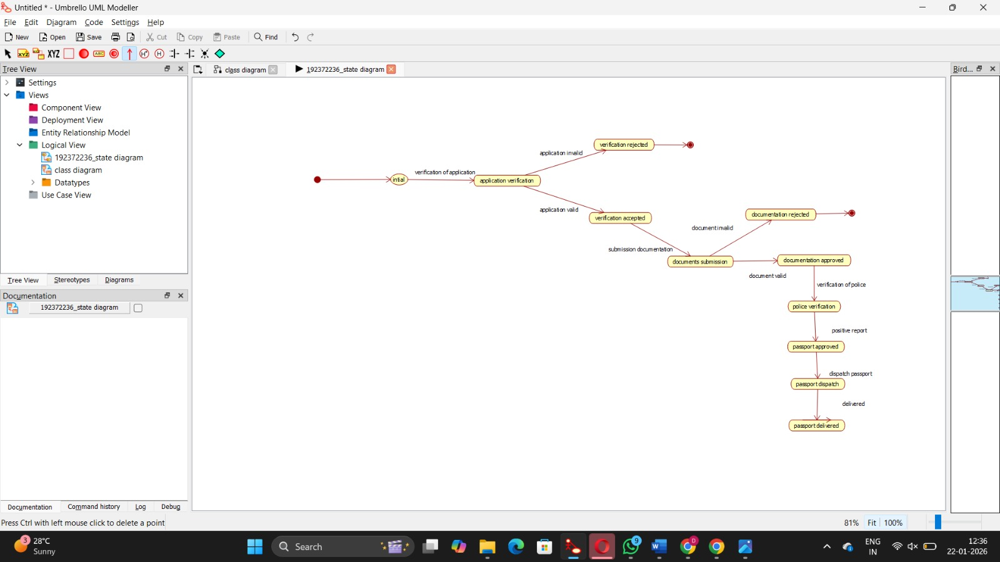 Untitled * - Umbrello UML Modeller
File Edit Diagram Code Settings Help
New Open Save Cut Copy Paste Find
XYZ XYZ ABC H* H
Tree View
class diagram 192372236_state diagram
Bird...
Settings
Views
Component View
Deployment View
Entity Relationship Model
Logical View
192372236_state diagram
class diagram
Datatypes
Use Case View
Tree View Stereotypes Diagrams
Documentation
192372236_state diagram
Documentation Command history Log Debug
verification rejected
application invalid
verification of application
intial
application verification
application valid
verification accepted
documentation rejected
document invalid
submission documentation
documents submission
documentation approved
document valid
verification of police
police verification
positive report
passport approved
dispatch passport
passport dispatch
delivered
passport delivered
Press Ctrl with left mouse click to delete a point
81% Fit 100%
3
28°C
Sunny
Search
9
D
ENG
IN
12:36
22-01-2026